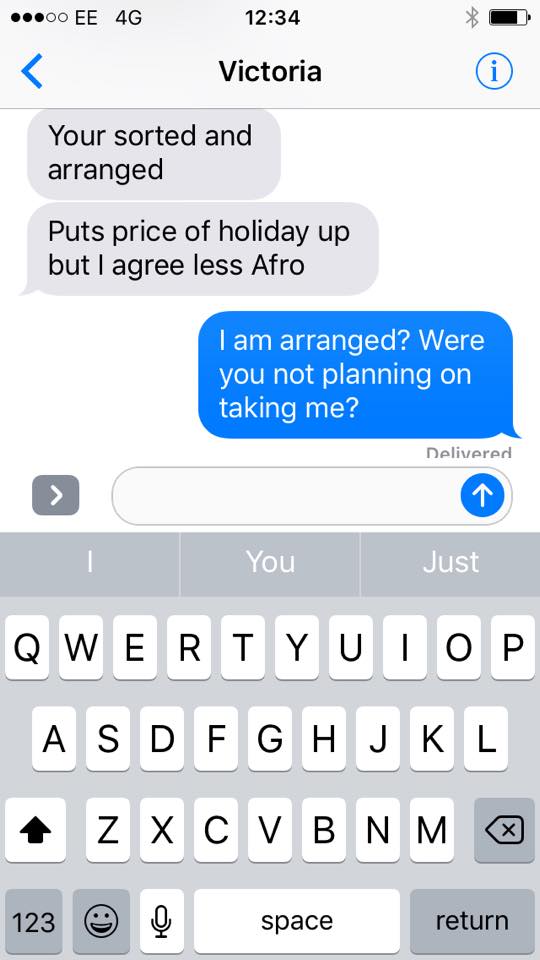 EE 4G 12:34
Victoria
Your sorted and
arranged
Puts price of holiday up
but I agree less Afro
I am arranged? Were
you not planning on
taking me?
Delivered
I You Just
Q W E R T Y U I O P
A S D F G H J K L
Z X C V B N M
123 space return